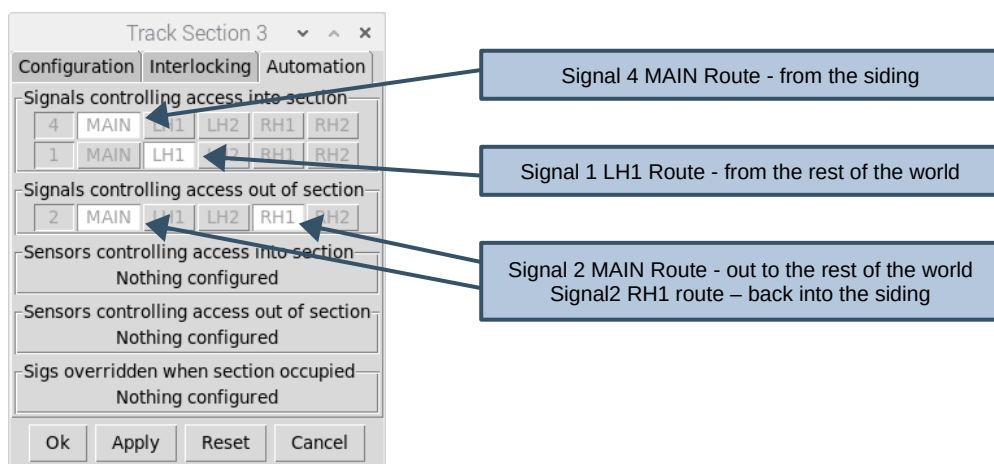 Track Section 3
Configuration Interlocking Automation
Signals controlling access into section
4 MAIN LH1 LH2 RH1 RH2
1 MAIN LH1 LH2 RH1 RH2
Signals controlling access out of section
2 MAIN LH1 LH2 RH1 RH2
Sensors controlling access into section
Nothing configured
Sensors controlling access out of section
Nothing configured
Sigs overridden when section occupied
Nothing configured
Ok Apply Reset Cancel
Signal 4 MAIN Route - from the siding
Signal 1 LH1 Route - from the rest of the world
Signal 2 MAIN Route - out to the rest of the world
Signal2 RH1 route – back into the siding